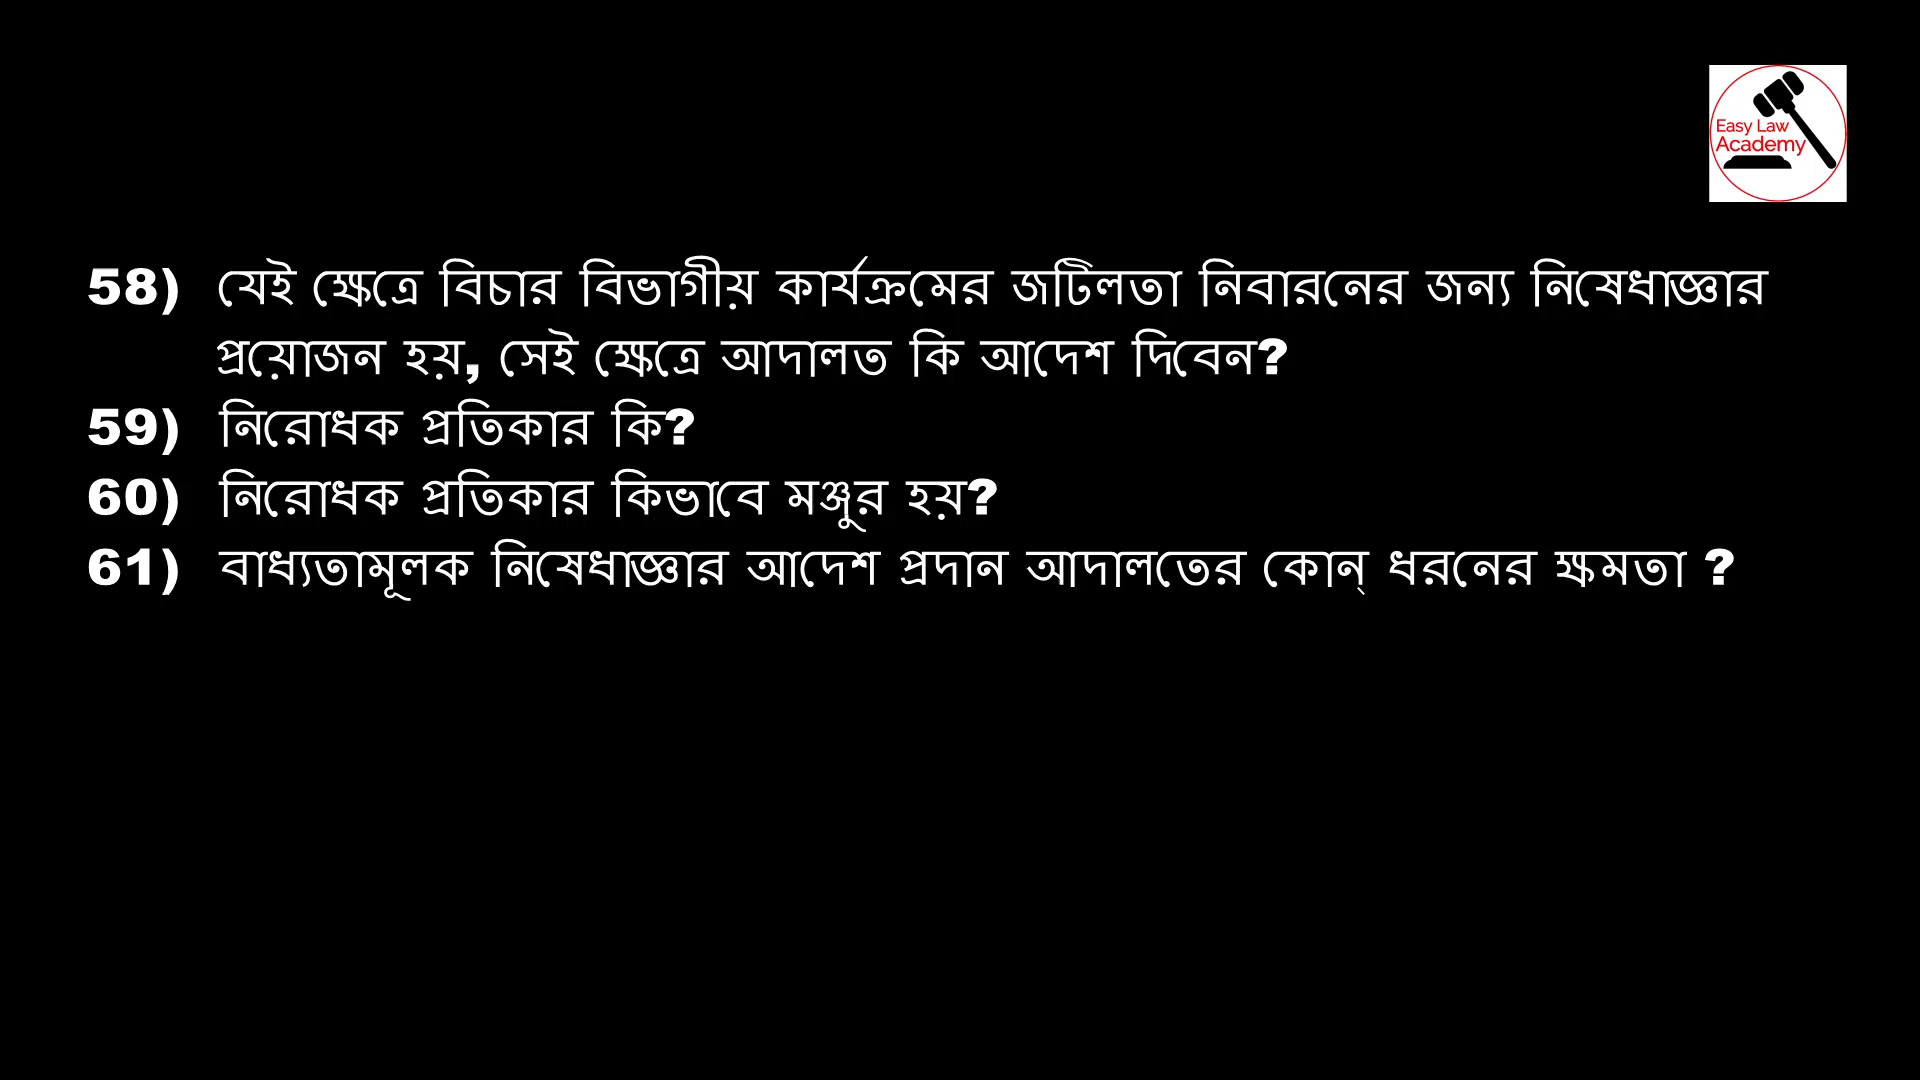 Easy Law
Academy
58) যেই ক্ষেত্রে বিচার বিভাগীয় কার্যক্রমের জটিলতা নিবারনের জন্য নিষেধাজ্ঞার
প্রয়োজন হয়, সেই ক্ষেত্রে আদালত কি আদেশ দিবেন?
59) নিরোধক প্রতিকার কি?
60) নিরোধক প্রতিকার কিভাবে মঞ্জুর হয়?
61) বাধ্যতামূলক নিষেধাজ্ঞার আদেশ প্রদান আদালতের কোন্ ধরনের ক্ষমতা ?